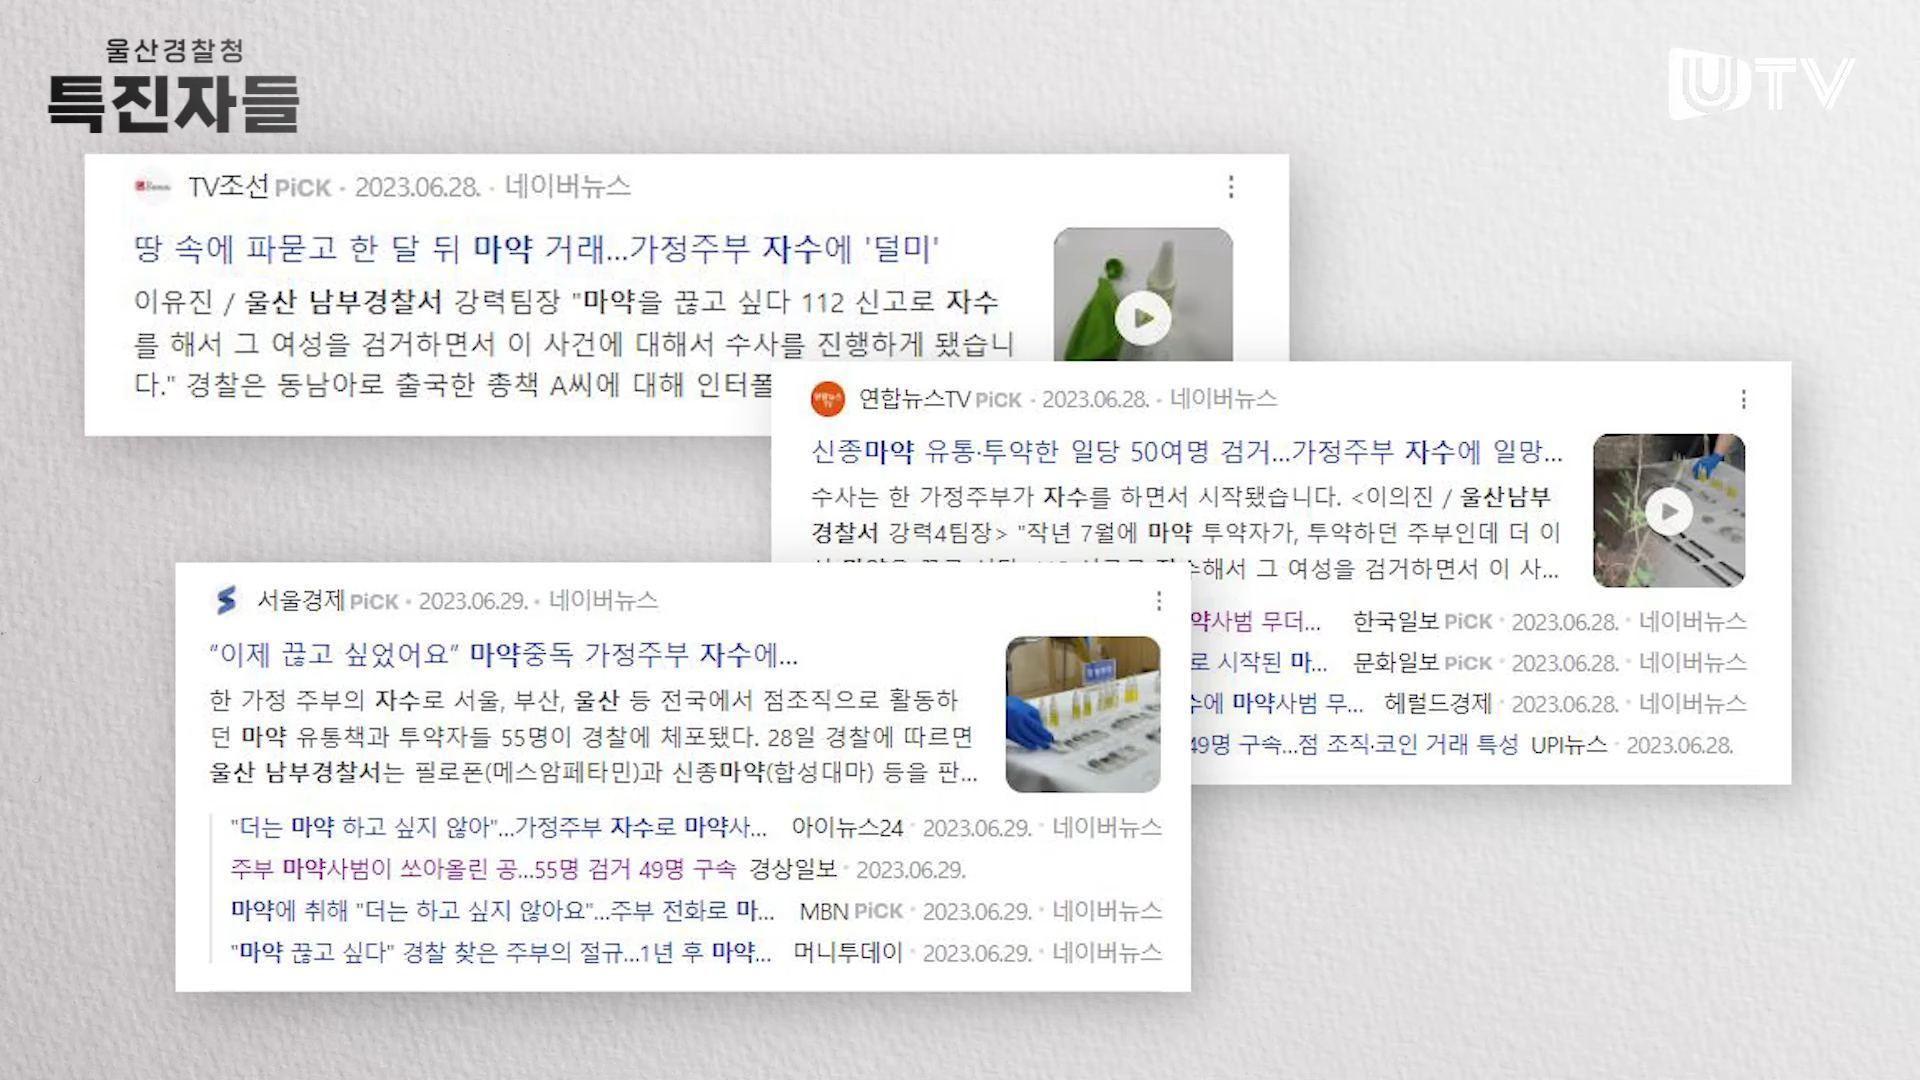 울산경찰청
특진자들
UTV
TV조선 PiCK · 2023.06.28. · 네이버뉴스
땅 속에 파묻고 한 달 뒤 마약 거래...가정주부 자수에 '덜미'
이유진 / 울산 남부경찰서 강력팀장 "마약을 끊고 싶다 112 신고로 자수
를 해서 그 여성을 검거하면서 이 사건에 대해서 수사를 진행하게 됐습니
다." 경찰은 동남아로 출국한 총책 A씨에 대해 인터폴
연합뉴스TV PiCK · 2023.06.28. · 네이버뉴스
신종마약 유통·투약한 일당 50여명 검거...가정주부 자수에 일망...
수사는 한 가정주부가 자수를 하면서 시작됐습니다. <이의진 / 울산남부
경찰서 강력4팀장> "작년 7월에 마약 투약자가, 투약하던 주부인데 더 이
해서 그 여성을 검거하면서 이 사...
약사범 무더... 한국일보 PiCK · 2023.06.28. · 네이버뉴스
로 시작된 마... 문화일보 PiCK · 2023.06.28. · 네이버뉴스
수에 마약사범 무... 헤럴드경제 · 2023.06.28. · 네이버뉴스
49명 구속...점 조직·코인 거래 특성 UPI뉴스 · 2023.06.28.
서울경제 PiCK · 2023.06.29. · 네이버뉴스
"이제 끊고 싶었어요" 마약중독 가정주부 자수에...
한 가정 주부의 자수로 서울, 부산, 울산 등 전국에서 점조직으로 활동하
던 마약 유통책과 투약자들 55명이 경찰에 체포됐다. 28일 경찰에 따르면
울산 남부경찰서는 필로폰(메스암페타민)과 신종마약(합성대마) 등을 판...
"더는 마약 하고 싶지 않아"...가정주부 자수로 마약사... 아이뉴스24 · 2023.06.29. · 네이버뉴스
주부 마약사범이 쏘아올린 공...55명 검거 49명 구속 경상일보 · 2023.06.29.
마약에 취해 "더는 하고 싶지 않아요"...주부 전화로 마... MBN PiCK · 2023.06.29. · 네이버뉴스
"마약 끊고 싶다" 경찰 찾은 주부의 절규...1년 후 마약... 머니투데이 · 2023.06.29. · 네이버뉴스